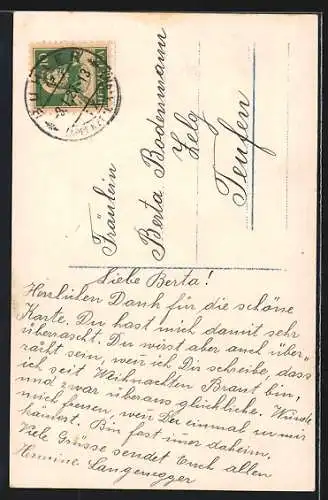 Fräulein
Berta Bodenmann
Zelg
Teufen
Liebe Berta!
Herzlichen Dank für die schöne
Karte. Du hast mich damit sehr
überrascht. Du wirst aber auch über-
rascht sein, wenn ich Dir schreibe, dass
ich seit Weihnachten Braut bin,
und zwar überaus glückliche. Würde
mich freuen, wenn Du einmal zu mir
kämest. Bin fast immer daheim.
Viele Grüsse sendet Euch allen
Hermine Langenegger